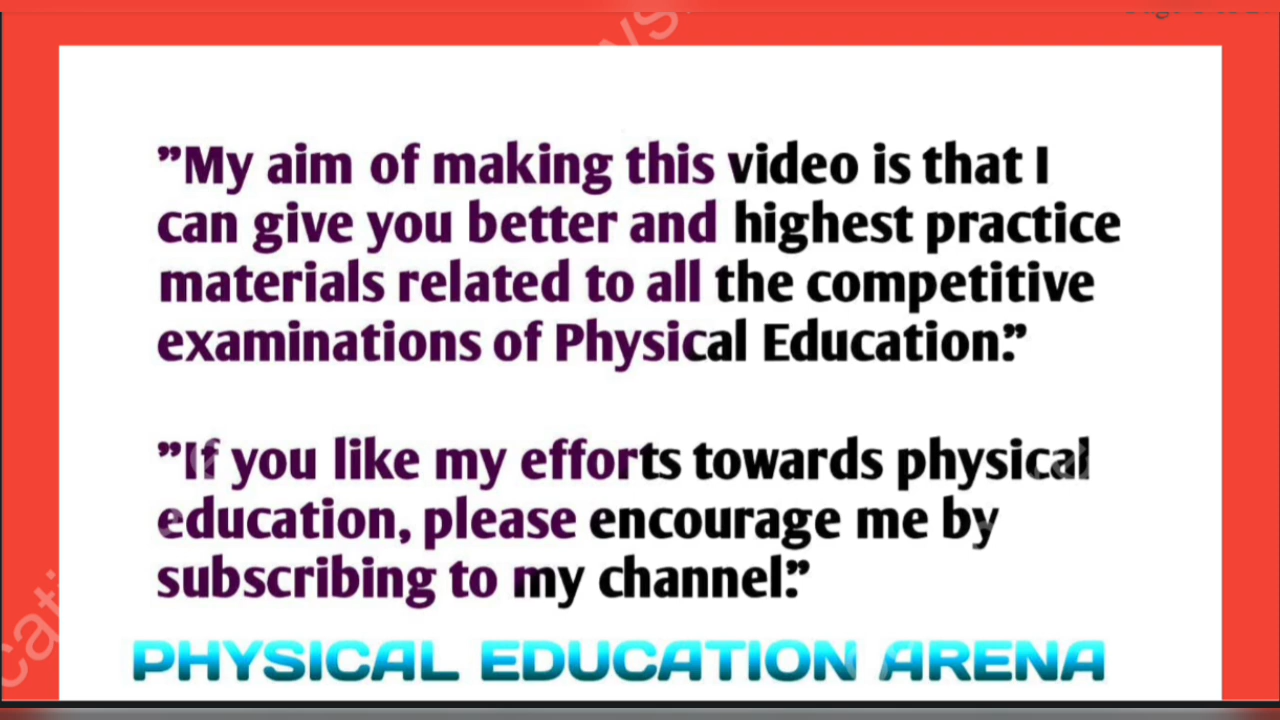 ”My aim of making this video is that I
can give you better and highest practice
materials related to all the competitive
examinations of Physical Education.”
”If you like my efforts towards physical
education, please encourage me by
subscribing to my channel.”
PHYSICAL EDUCATION ARENA